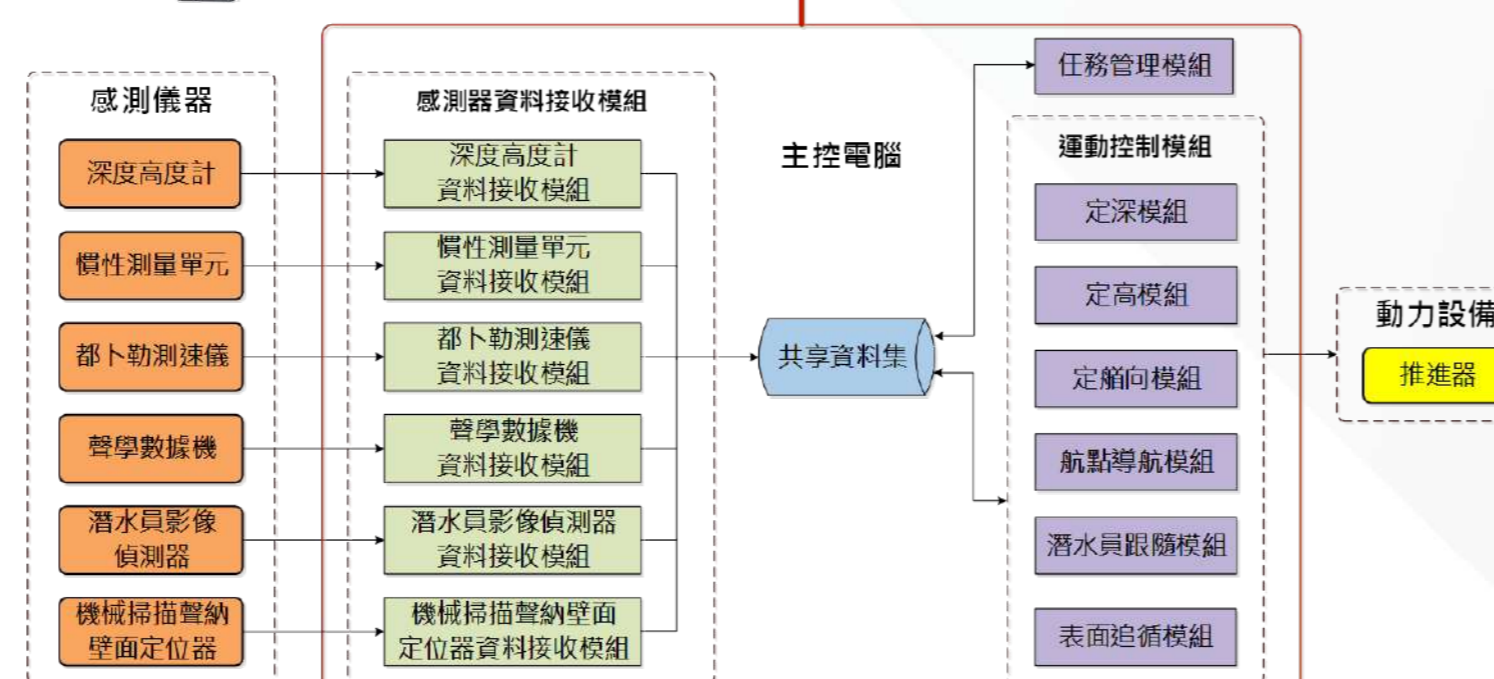 感測儀器
深度高度計
慣性測量單元
都卜勒測速儀
聲學數據機
潛水員影像
偵測器
機械掃描聲納
壁面定位器
感測器資料接收模組
深度高度計
資料接收模組
慣性測量單元
資料接收模組
都卜勒測速儀
資料接收模組
聲學數據機
資料接收模組
潛水員影像偵測器
資料接收模組
機械掃描聲納壁面
定位器資料接收模組
主控電腦
共享資料集
任務管理模組
運動控制模組
定深模組
定高模組
定艏向模組
航點導航模組
潛水員跟隨模組
表面追循模組
動力設備
推進器